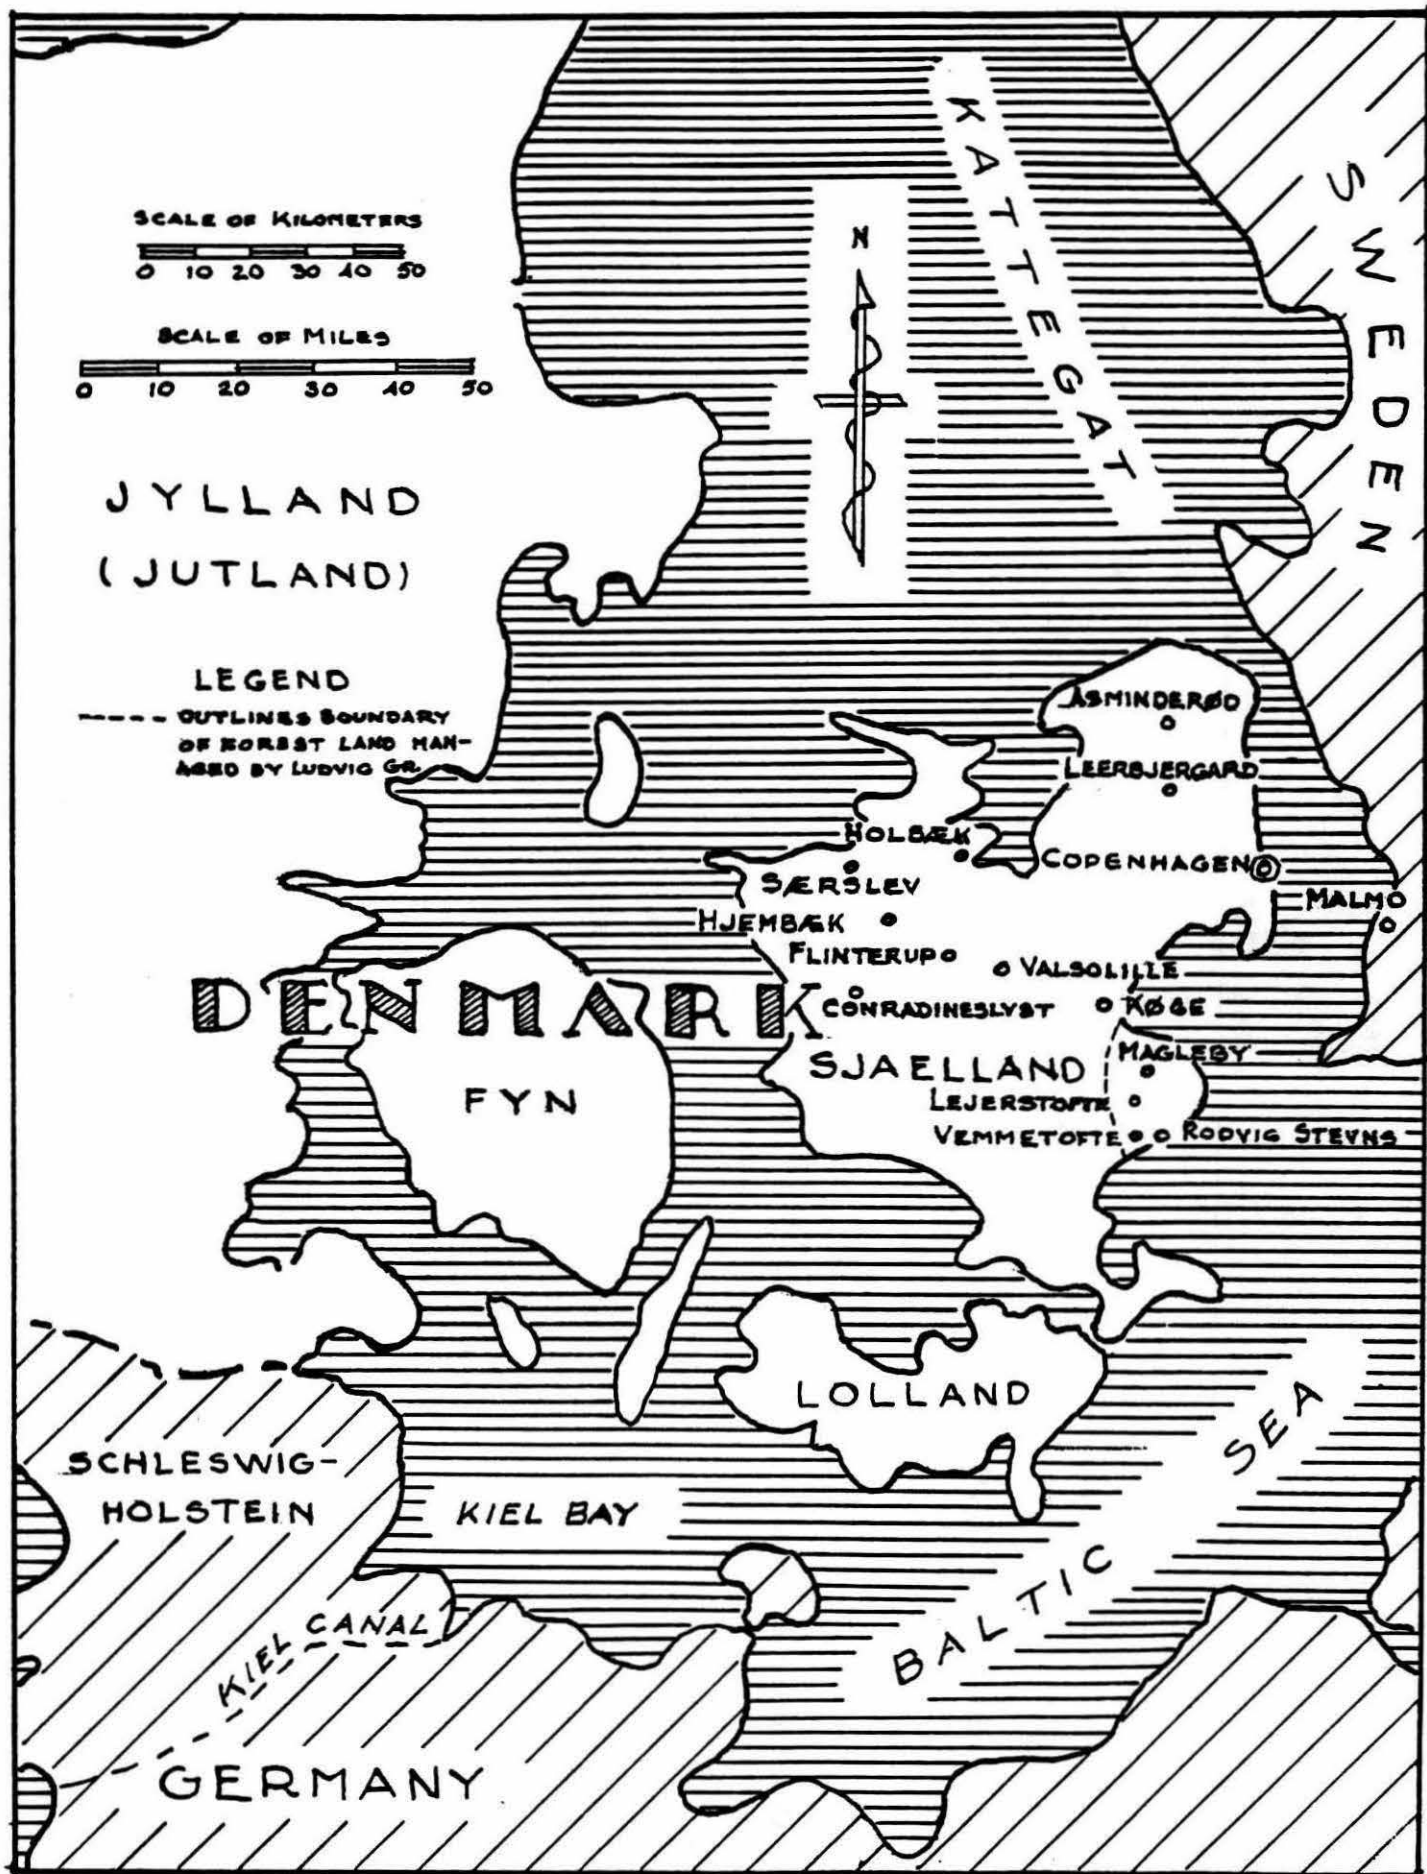 KATTEGAT
SWEDEN
N
SCALE OF KILOMETERS
0 10 20 30 40 50
SCALE OF MILES
0 10 20 30 40 50
JYLLAND
(JUTLAND)
LEGEND
---- OUTLINES BOUNDARY
OF FOREST LAND MAN-
AGED BY LUDVIG GR.
ASMINDERØD
LEERBJERGARD
HOLBÆK
COPENHAGEN
SÆRSLEV
MALMO
HJEMBÆK
FLINTERUP
VALSOLILLE
DENMARK
CONRADINESLYST
KØGE
MAGLEBY
SJAELLAND
FYN
LEJERSTOFTE
VEMMETOFTE
RODVIG STEVNS
LOLLAND
SCHLESWIG-
HOLSTEIN
KIEL BAY
BALTIC SEA
KIEL CANAL
GERMANY